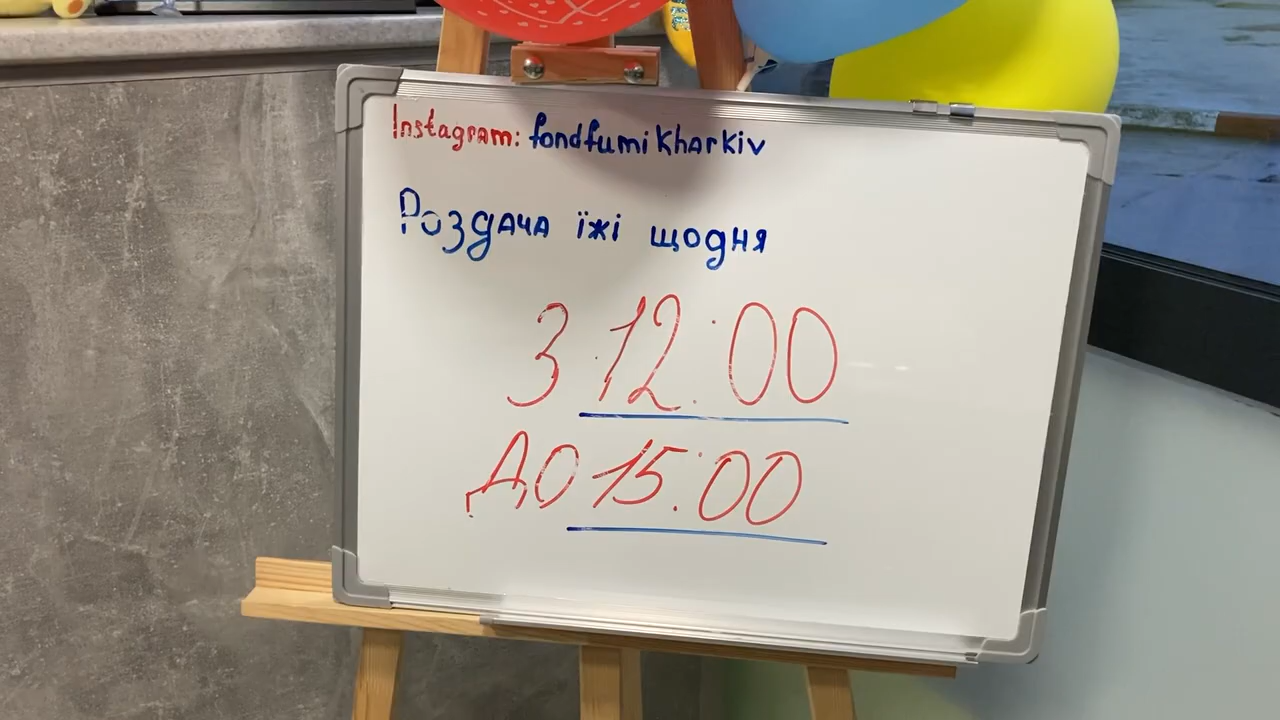 Instagram: fondfumikharkiv
Роздача їжі щодня
З 12:00
ДО 15:00